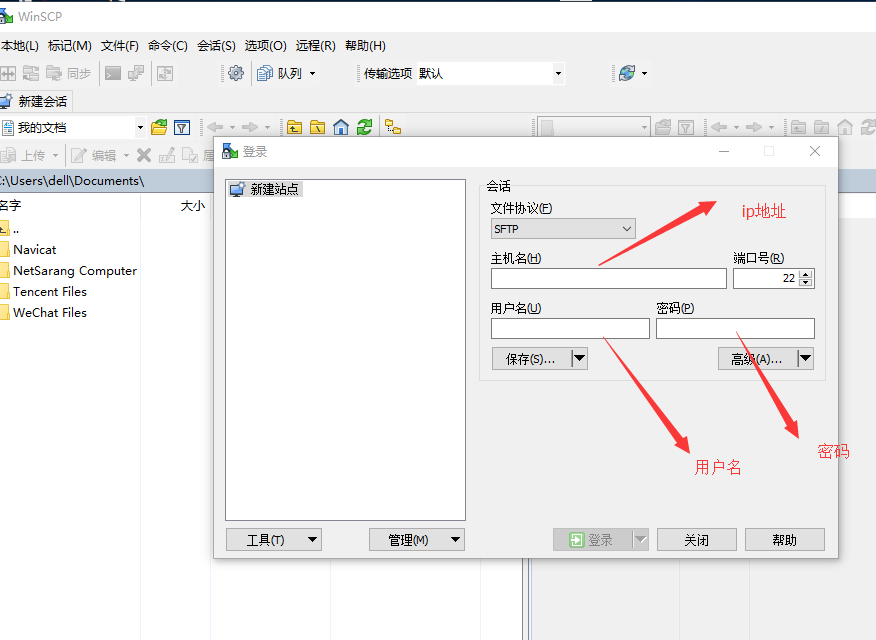 WinSCP
本地(L) 标记(M) 文件(F) 命令(C) 会话(S) 选项(O) 远程(R) 帮助(H)
同步 队列 传输选项 默认
新建会话
我的文档
上传 编辑
:\Users\dell\Documents\
名字 大小
..
Navicat
NetSarang Computer
Tencent Files
WeChat Files
登录
新建站点
会话
文件协议(F)
SFTP
ip地址
主机名(H) 端口号(R)
22
用户名(U) 密码(P)
保存(S)... 高级(A)...
密码
用户名
工具(T) 管理(M) 登录 关闭 帮助